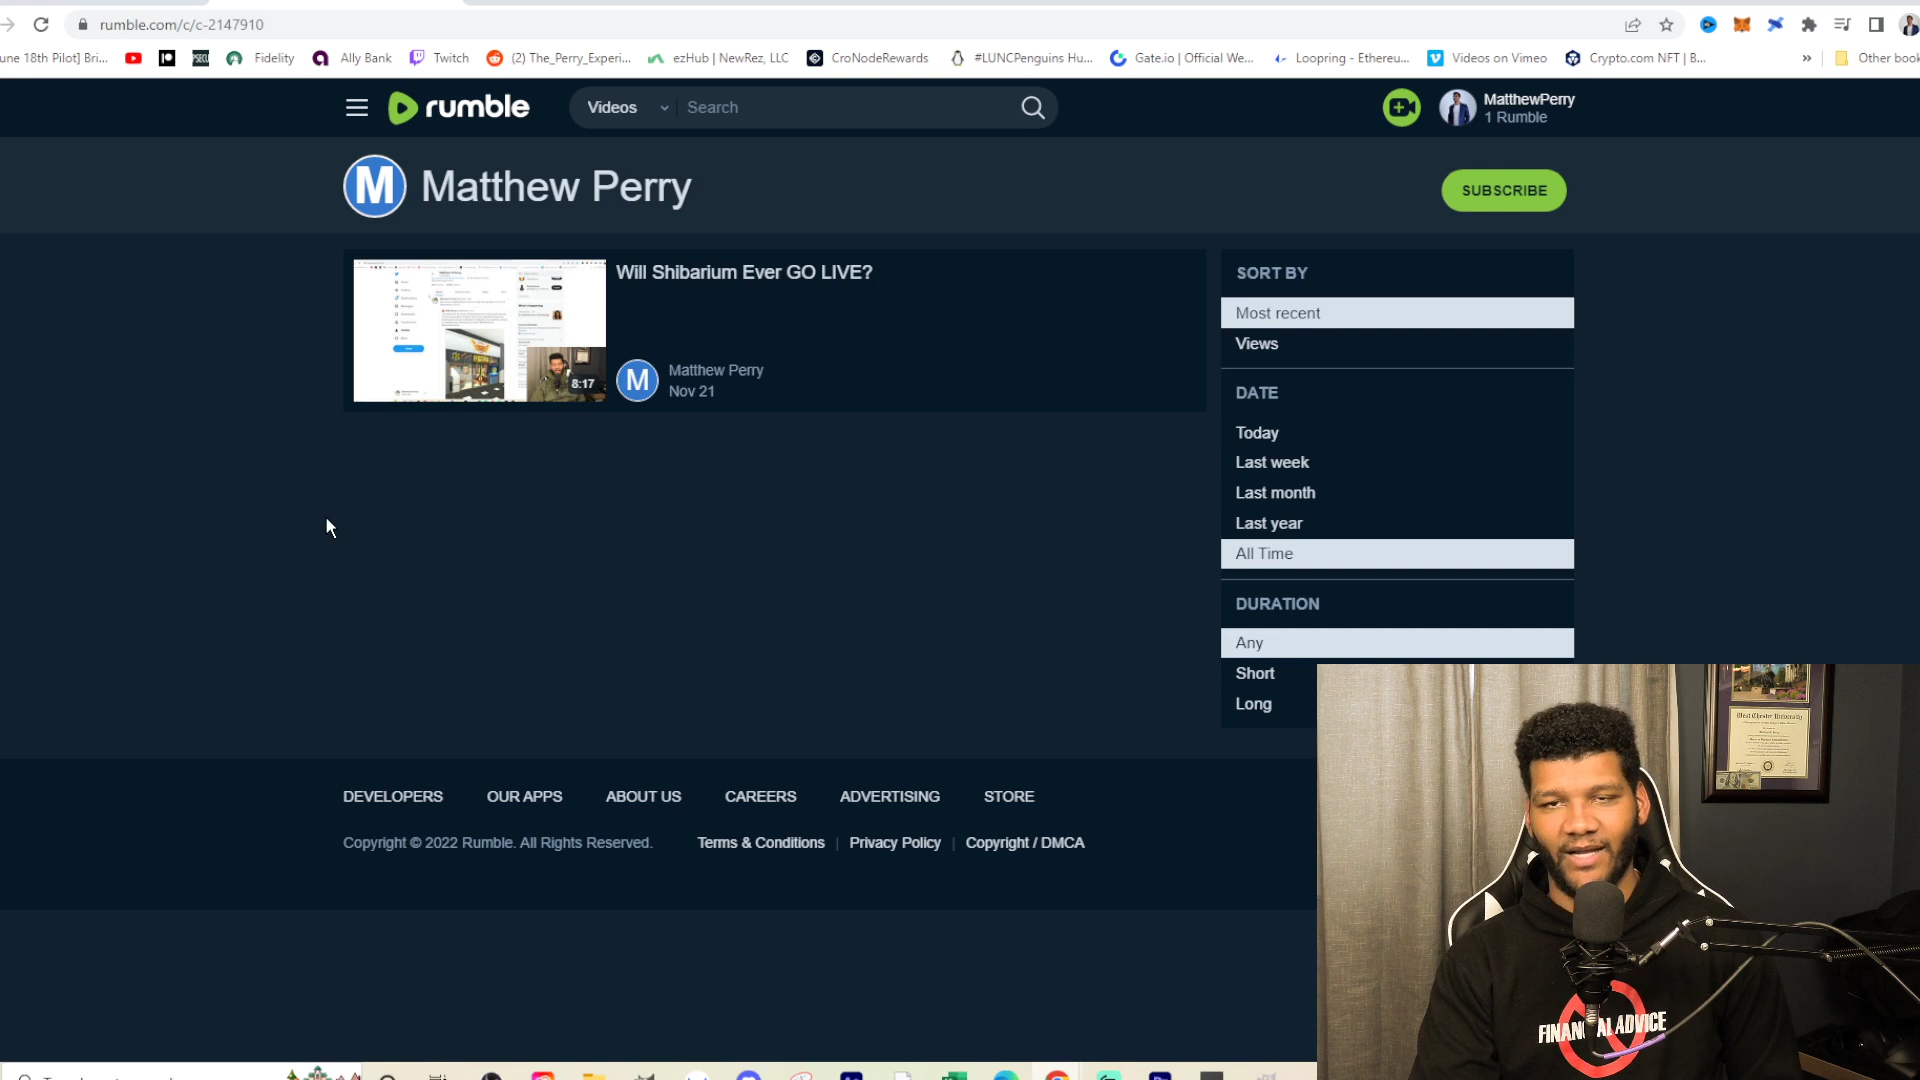 rumble.com/c/c-2147910
une 18th Pilot] Bri... Fidelity Ally Bank Twitch (2) The_Perry_Experi... ezHub | NewRez, LLC CroNodeRewards #LUNCPenguins Hu... Gate.io | Official We... Loopring - Ethereu... Videos on Vimeo Crypto.com NFT | B... » Other book
rumble Videos Search MatthewPerry
1 Rumble
M Matthew Perry SUBSCRIBE
Will Shibarium Ever GO LIVE?
8:17
M Matthew Perry
Nov 21
SORT BY
Most recent
Views
DATE
Today
Last week
Last month
Last year
All Time
DURATION
Any
Short
Long
DEVELOPERS OUR APPS ABOUT US CAREERS ADVERTISING STORE
Copyright © 2022 Rumble. All Rights Reserved. Terms & Conditions | Privacy Policy | Copyright / DMCA
West Chester University
FINAN AL ADVICE